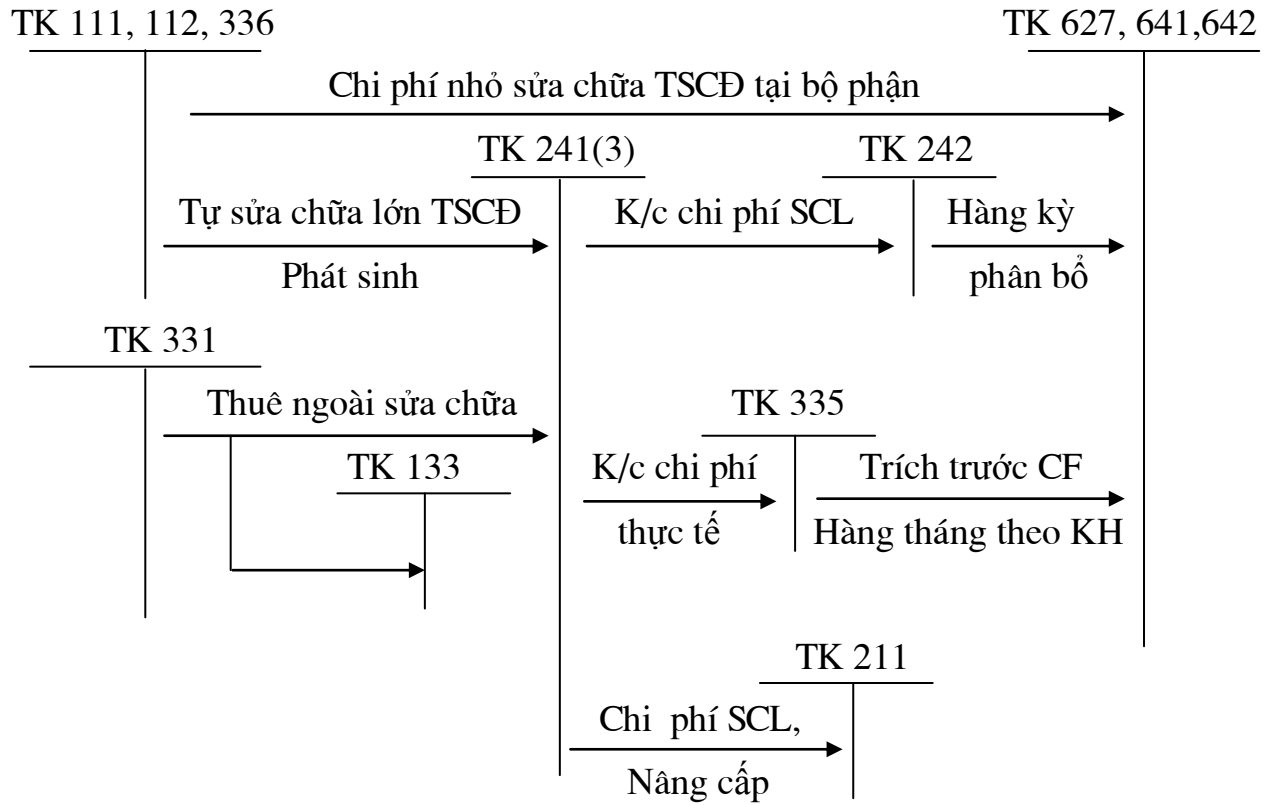 TK 111, 112, 336
TK 627, 641,642
Chi phí nhỏ sửa chữa TSCĐ tại bộ phận
TK 241(3)
TK 242
Tự sửa chữa lớn TSCĐ
K/c chi phí SCL
Hàng kỳ
Phát sinh
phân bổ
TK 331
Thuê ngoài sửa chữa
TK 335
TK 133
K/c chi phí
Trích trước CF
thực tế
Hàng tháng theo KH
TK 211
Chi phí SCL,
Nâng cấp